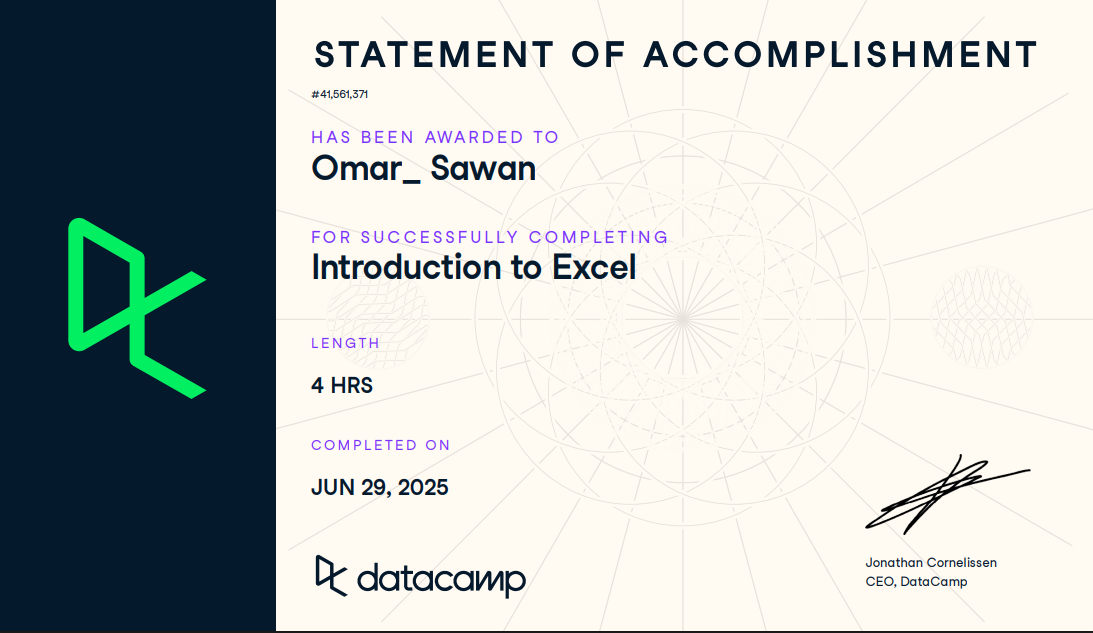 STATEMENT OF ACCOMPLISHMENT
#41,561,371
HAS BEEN AWARDED TO
Omar_ Sawan
FOR SUCCESSFULLY COMPLETING
Introduction to Excel
LENGTH
4 HRS
COMPLETED ON
JUN 29, 2025
datacamp
Jonathan Cornelissen
CEO, DataCamp